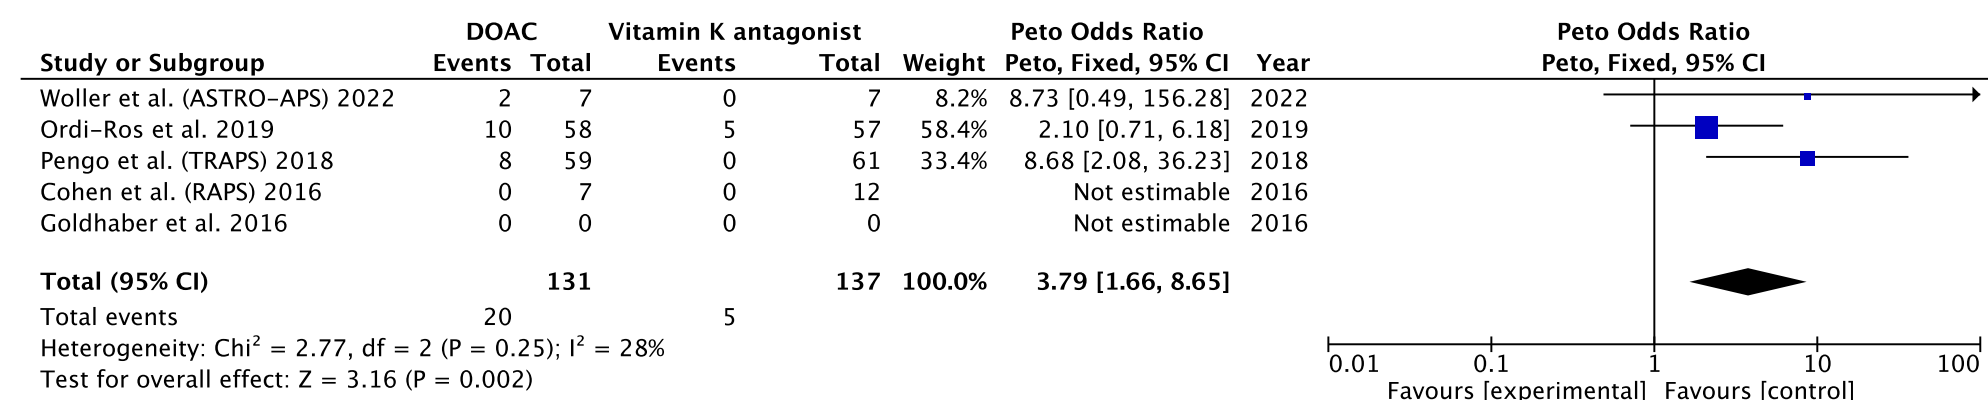 DOAC Vitamin K antagonist Peto Odds Ratio Peto Odds Ratio
Study or Subgroup Events Total Events Total Weight Peto, Fixed, 95% CI Year Peto, Fixed, 95% CI
Woller et al. (ASTRO-APS) 2022 2 7 0 7 8.2% 8.73 [0.49, 156.28] 2022
Ordi-Ros et al. 2019 10 58 5 57 58.4% 2.10 [0.71, 6.18] 2019
Pengo et al. (TRAPS) 2018 8 59 0 61 33.4% 8.68 [2.08, 36.23] 2018
Cohen et al. (RAPS) 2016 0 7 0 12 Not estimable 2016
Goldhaber et al. 2016 0 0 0 0 Not estimable 2016
Total (95% CI) 131 137 100.0% 3.79 [1.66, 8.65]
Total events 20 5
Heterogeneity: Chi² = 2.77, df = 2 (P = 0.25); I² = 28%
Test for overall effect: Z = 3.16 (P = 0.002)
0.01 0.1 1 10 100
Favours [experimental] Favours [control]